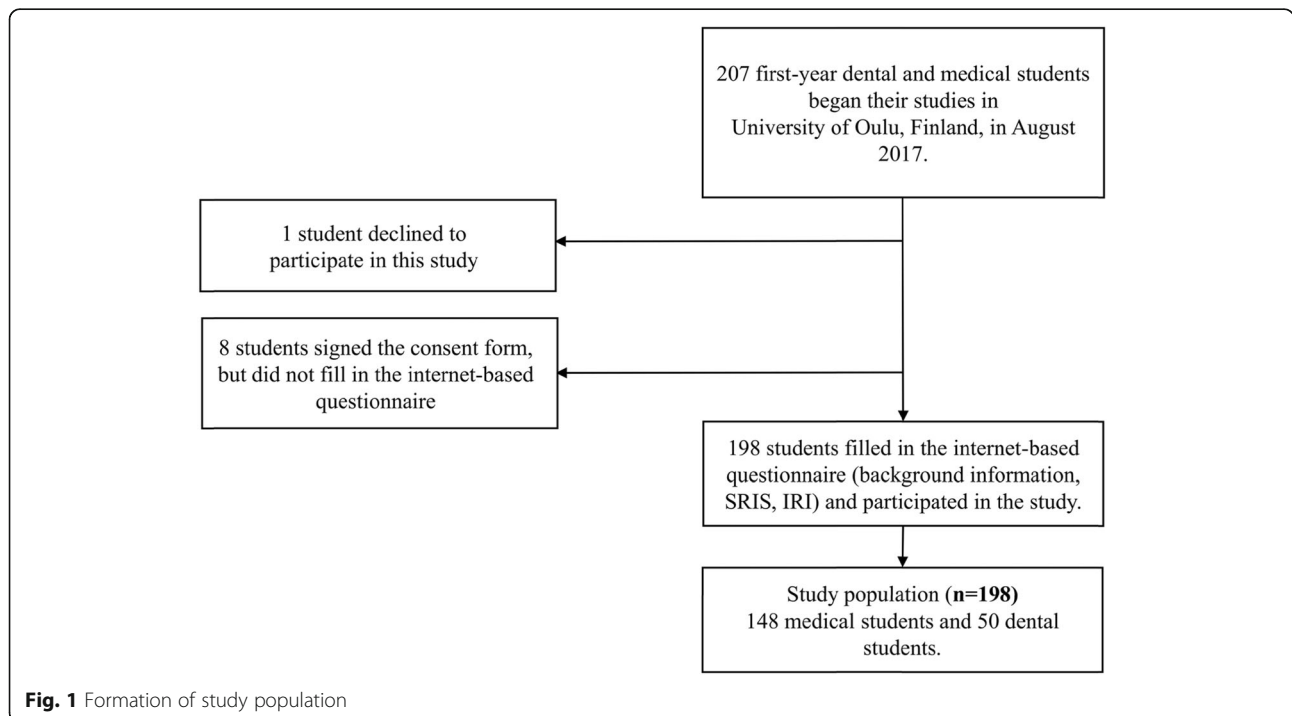 207 first-year dental and medical students
began their studies in
University of Oulu, Finland, in August
2017.
1 student declined to
participate in this study
8 students signed the consent form,
but did not fill in the internet-based
questionnaire
198 students filled in the internet-based
questionnaire (background information,
SRIS, IRI) and participated in the study.
Study population (n=198)
148 medical students and 50 dental
students.
Fig. 1 Formation of study population